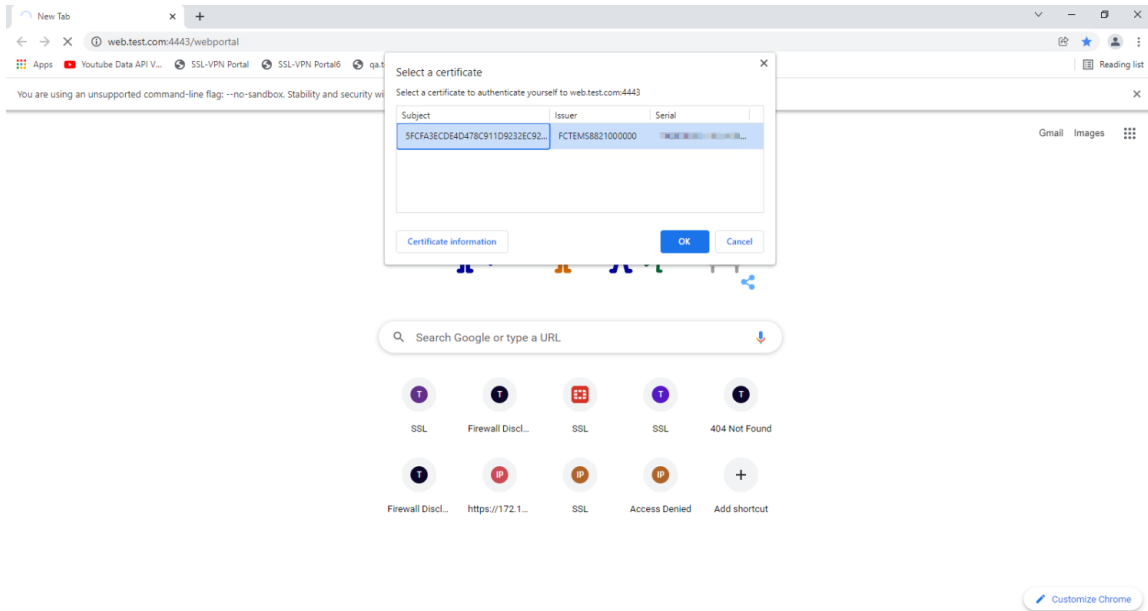 New Tab
web.test.com:4443/webportal
Apps Youtube Data API V... SSL-VPN Portal SSL-VPN Portal6 qa.t Reading list
You are using an unsupported command-line flag: --no-sandbox. Stability and security wi
Select a certificate
Select a certificate to authenticate yourself to web.test.com:4443
Subject Issuer Serial
5FCFA3ECDE4D478C911D9232EC92... FCTEMS8821000000
Certificate information OK Cancel
Gmail Images
Search Google or type a URL
T T T T
SSL Firewall Discl... SSL SSL 404 Not Found
T IP IP IP
Firewall Discl... https://172.1... SSL Access Denied Add shortcut
Customize Chrome